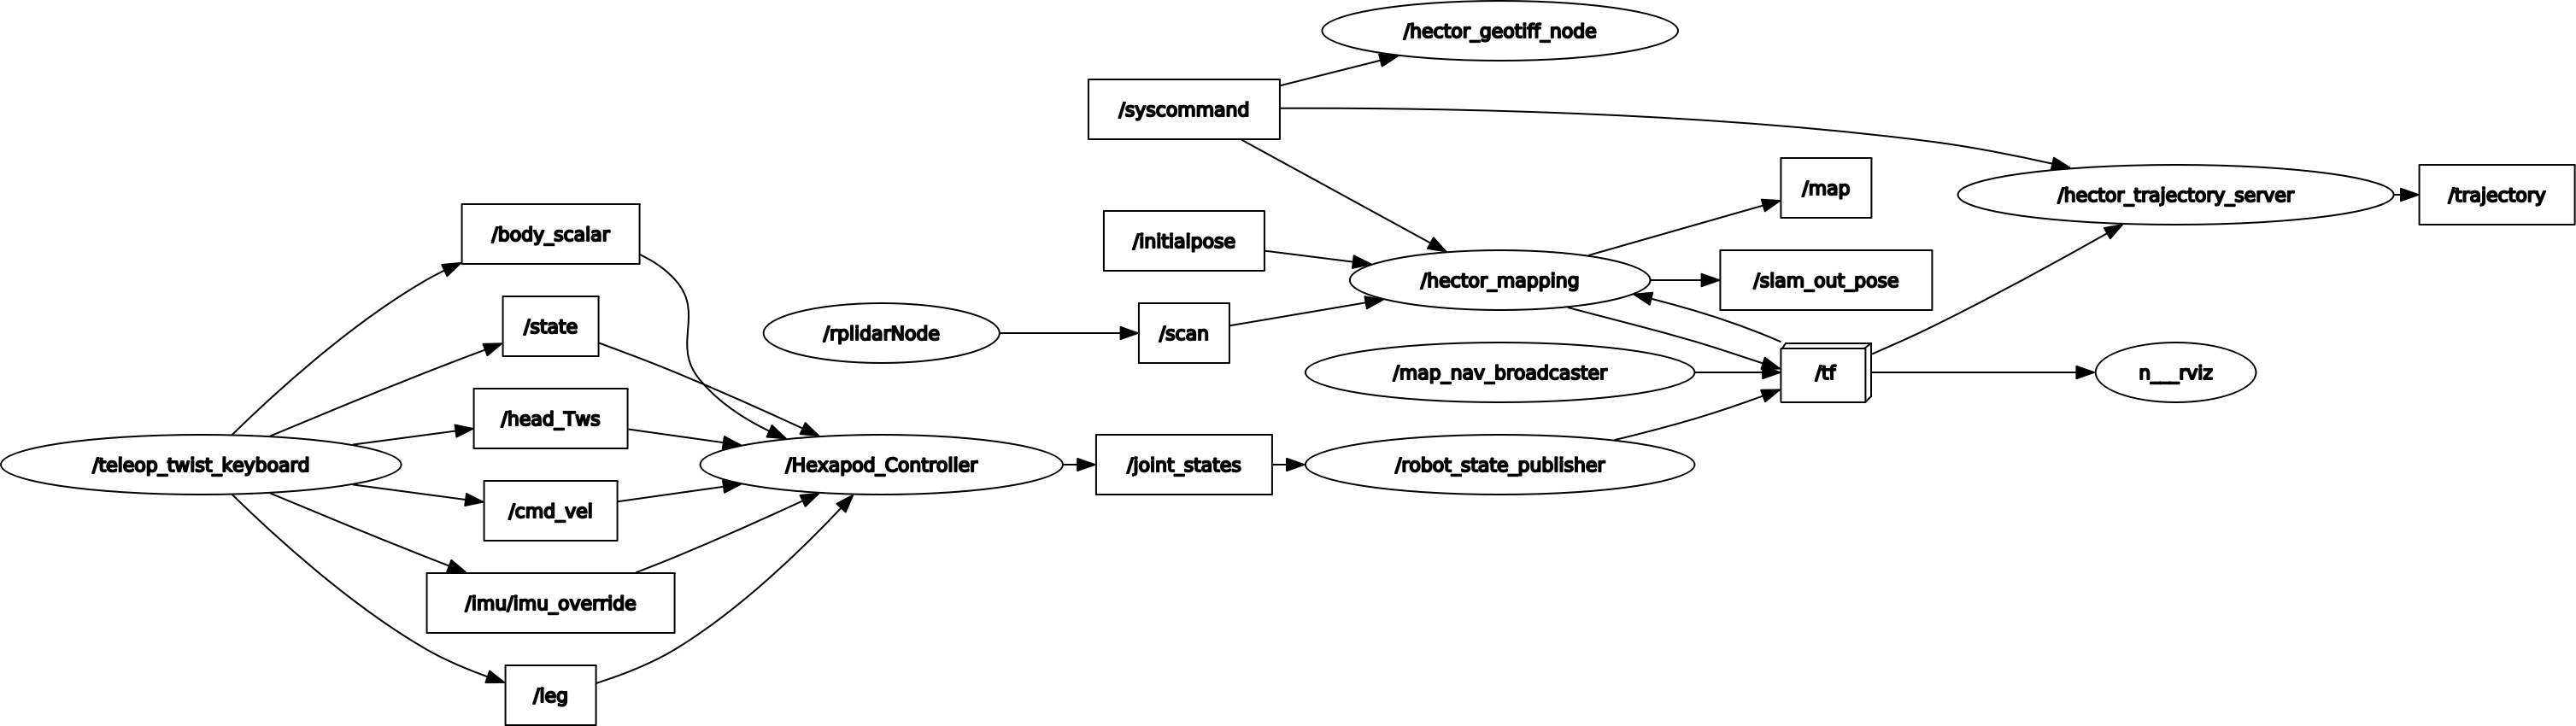 /hector_geotiff_node
/syscommand
/map
/hector_trajectory_server
/trajectory
/body_scalar
/initialpose
/hector_mapping
/slam_out_pose
/state
/rplidarNode
/scan
/map_nav_broadcaster
/tf
n___rviz
/head_Tws
/teleop_twist_keyboard
/Hexapod_Controller
/joint_states
/robot_state_publisher
/cmd_vel
/imu/imu_override
/leg